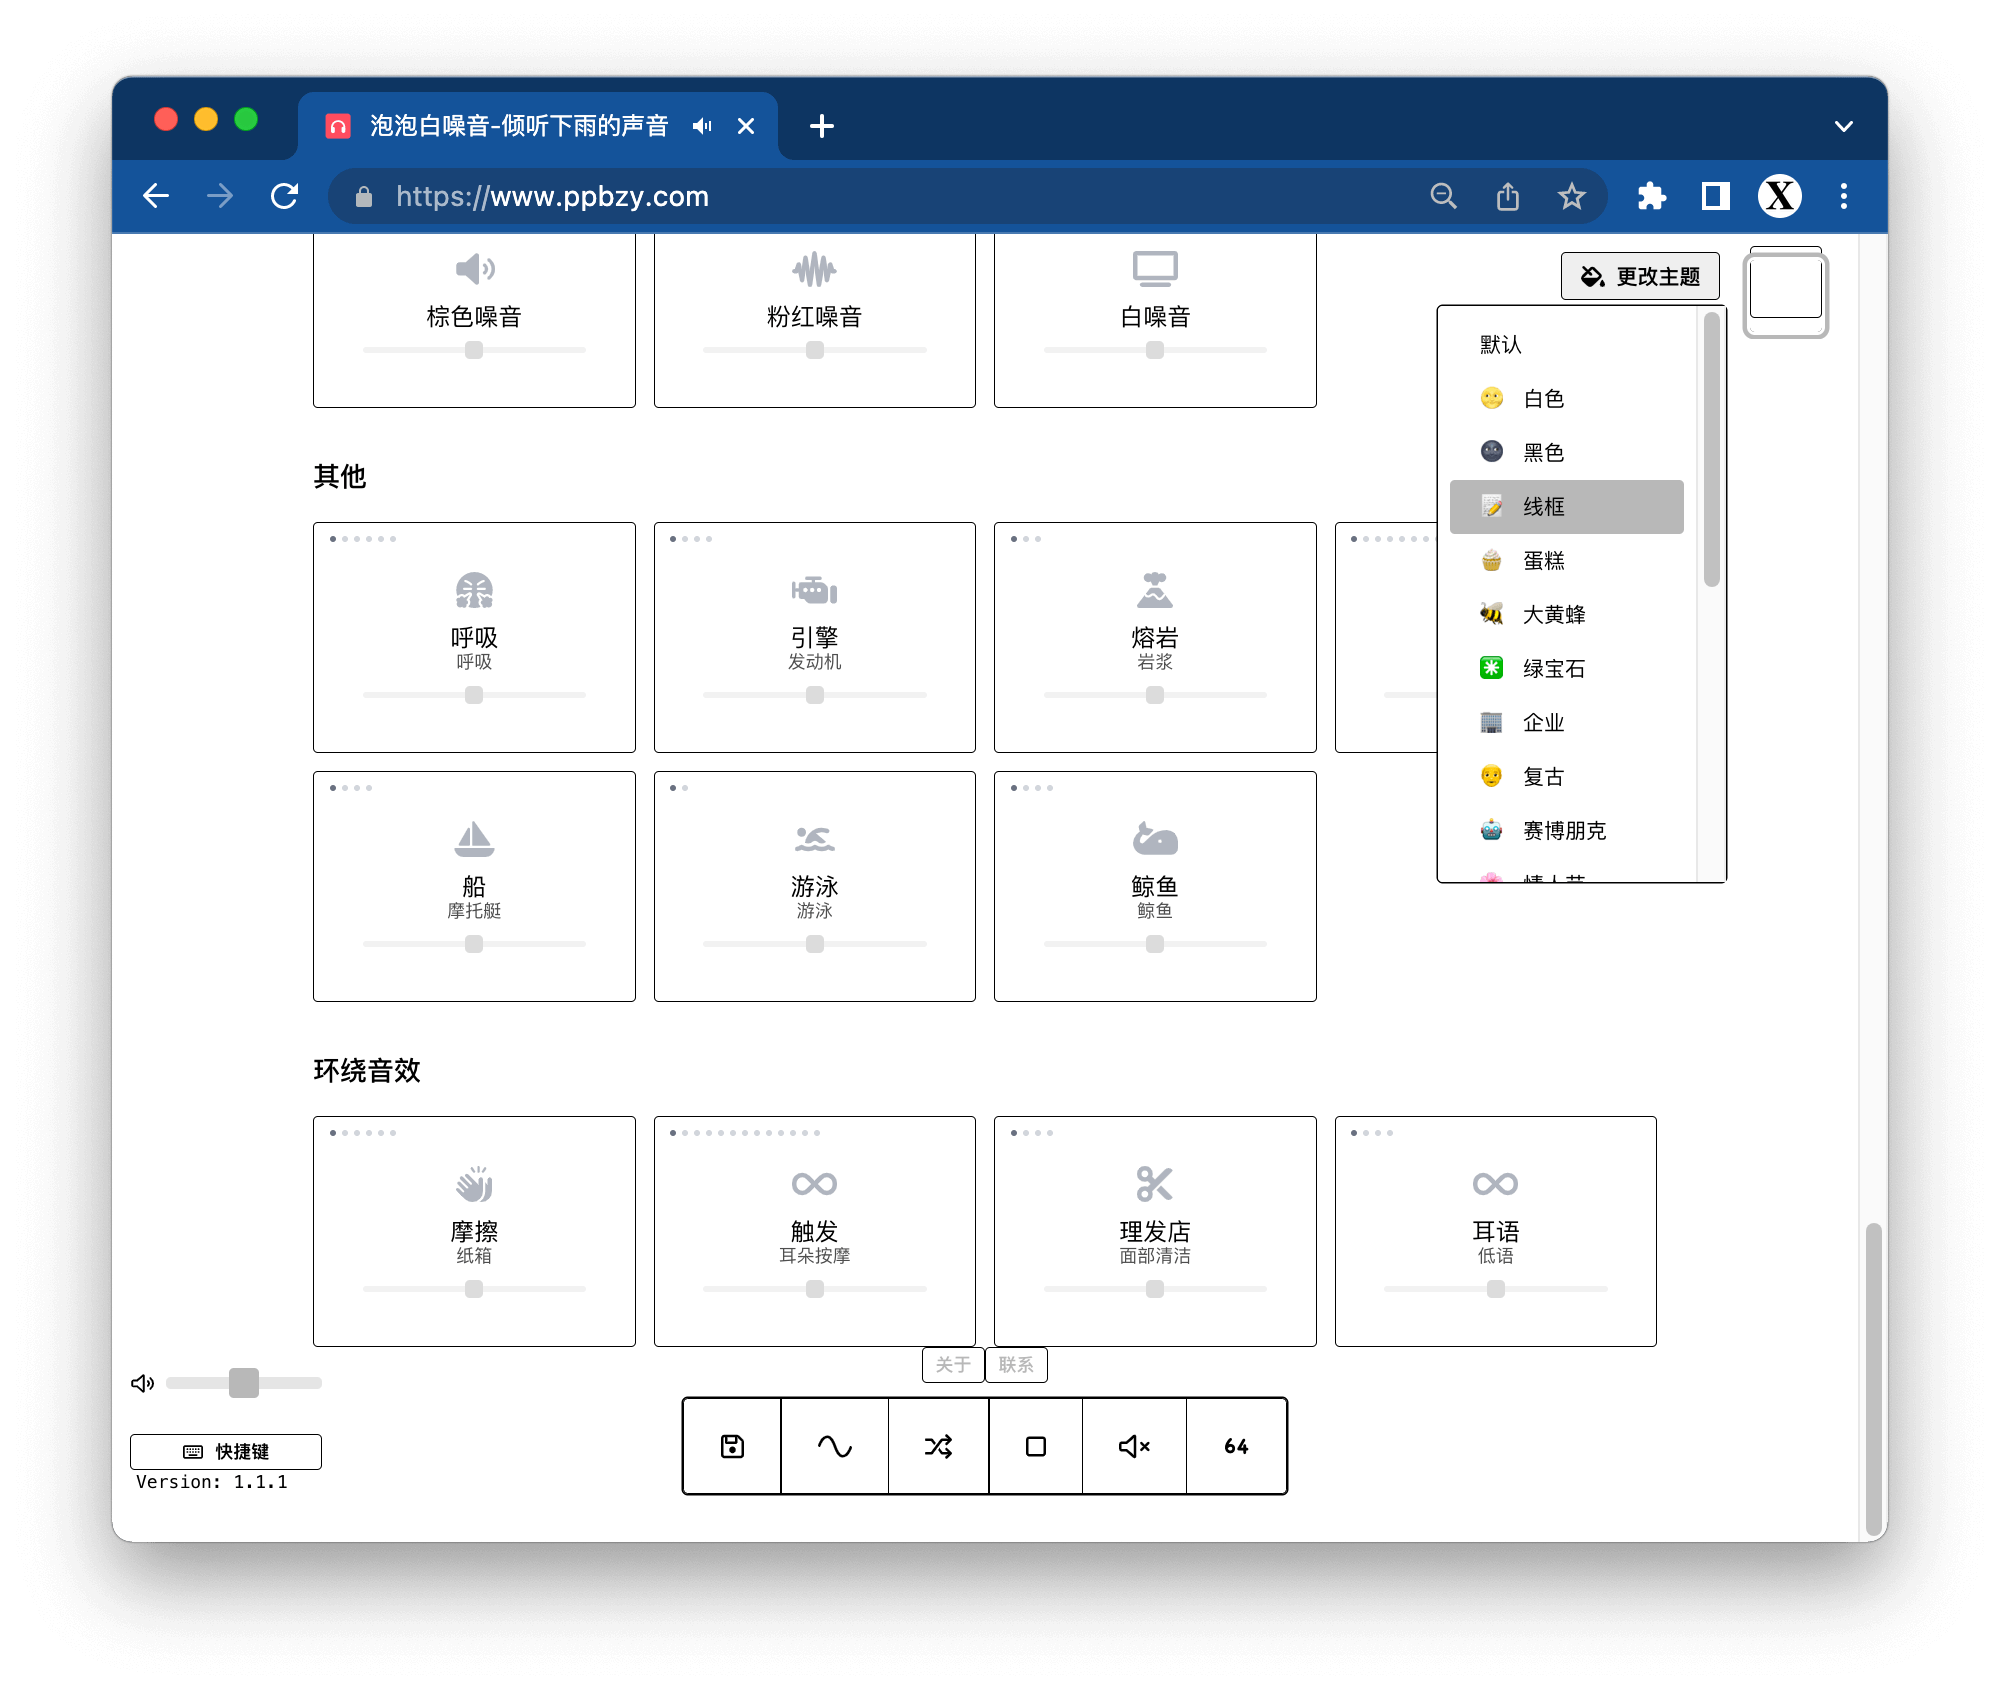 泡泡白噪音-倾听下雨的声音
https://www.ppbzy.com
X
更改主题
棕色噪音
粉红噪音
白噪音
默认
白色
黑色
线框
蛋糕
大黄蜂
绿宝石
企业
复古
赛博朋克
情人节
其他
呼吸
呼吸
引擎
发动机
熔岩
岩浆
船
摩托艇
游泳
游泳
鲸鱼
鲸鱼
环绕音效
摩擦
纸箱
触发
耳朵按摩
理发店
面部清洁
耳语
低语
关于
联系
快捷键
Version: 1.1.1
64